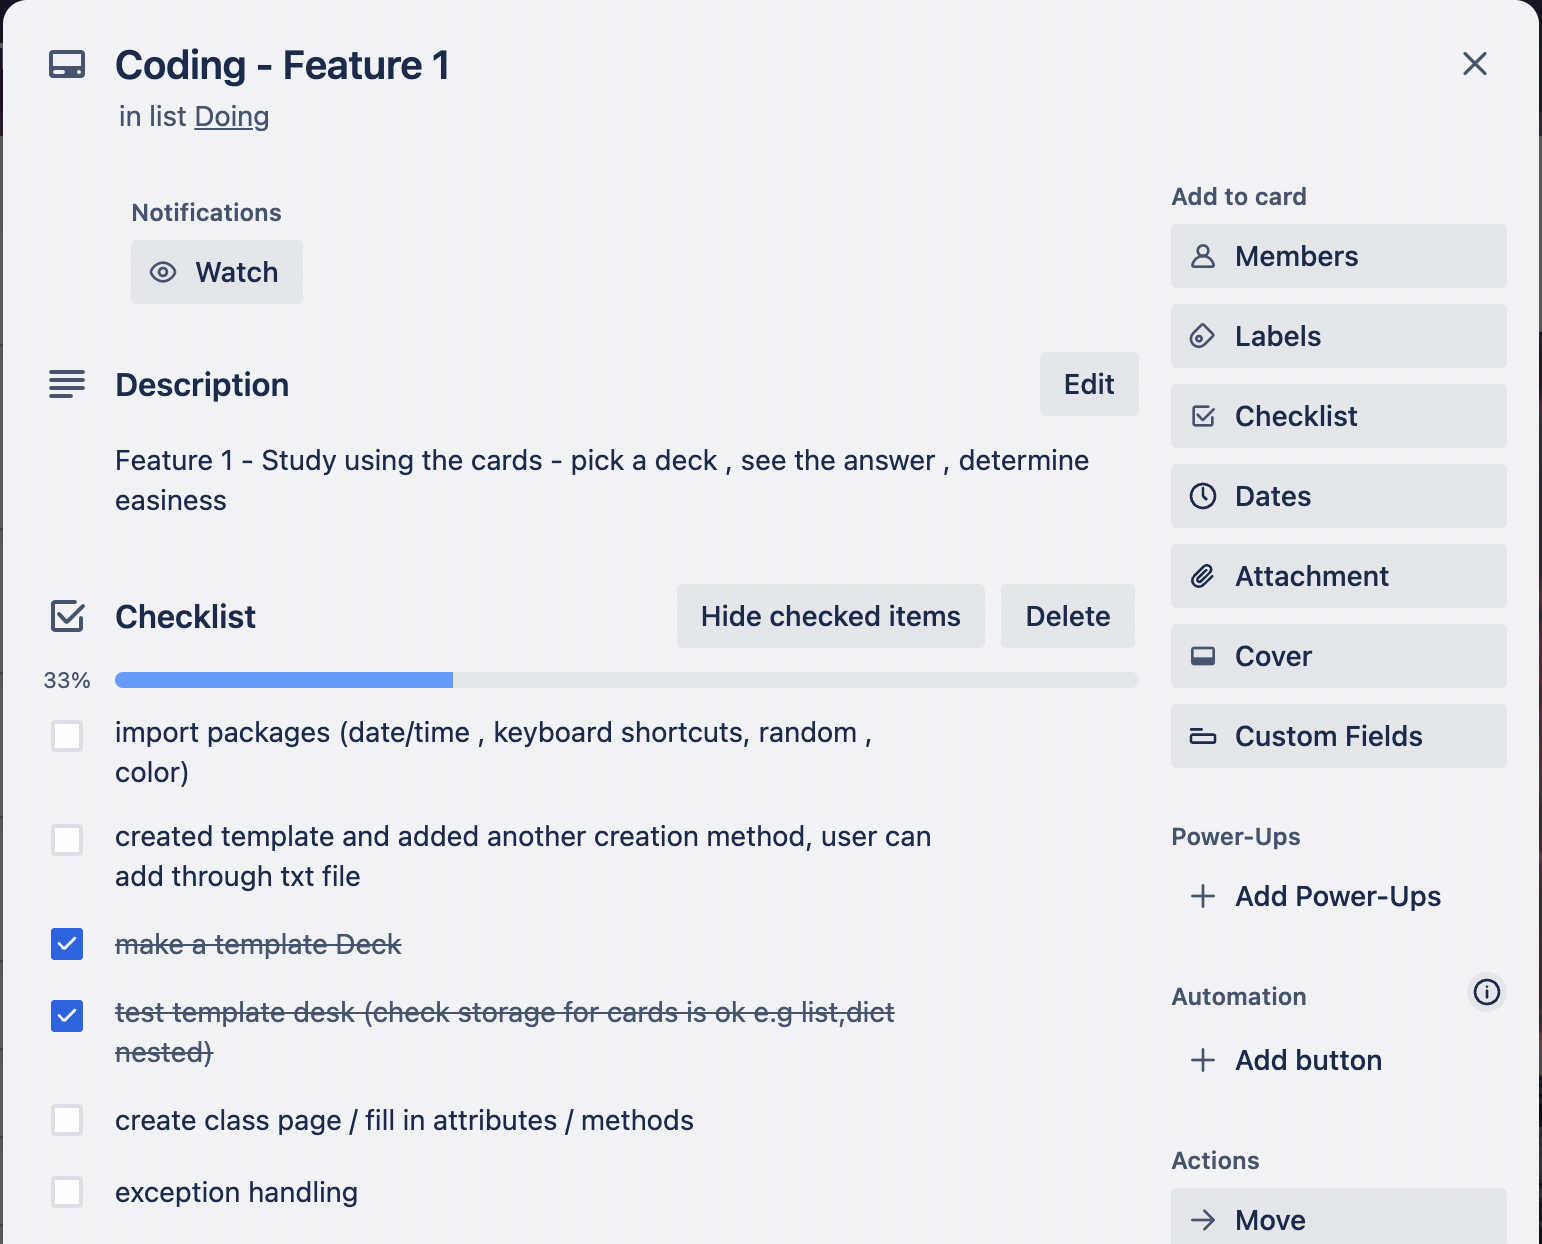 Coding - Feature 1
in list Doing
Notifications
Watch
Description
Edit
Feature 1 - Study using the cards - pick a deck , see the answer , determine
easiness
Checklist
Hide checked items
Delete
33%
import packages (date/time , keyboard shortcuts, random ,
color)
created template and added another creation method, user can
add through txt file
make a template Deck
test template desk (check storage for cards is ok e.g list,dict
nested)
create class page / fill in attributes / methods
exception handling
Add to card
Members
Labels
Checklist
Dates
Attachment
Cover
Custom Fields
Power-Ups
Add Power-Ups
Automation
Add button
Actions
Move